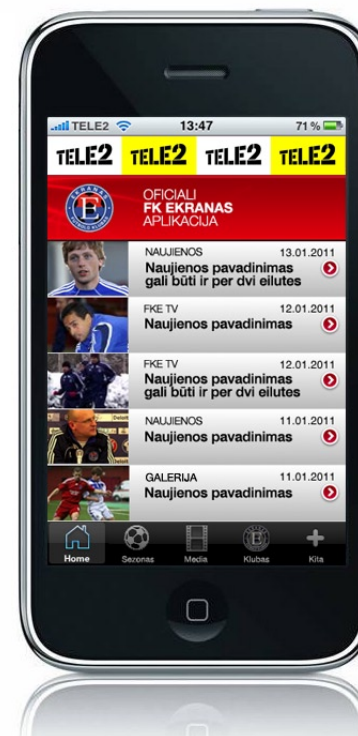 TELE2 13:47 71 %
TELE2 TELE2 TELE2 TELE2
OFICIALI
FK EKRANAS
APLIKACIJA
NAUJIENOS 13.01.2011
Naujienos pavadinimas
gali būti ir per dvi eilutes
FKE TV 12.01.2011
Naujienos pavadinimas
FKE TV 12.01.2011
Naujienos pavadinimas
gali būti ir per dvi eilutes
NAUJIENOS 11.01.2011
Naujienos pavadinimas
GALERIJA 11.01.2011
Naujienos pavadinimas
Home Sezonas Media Klubas Kita